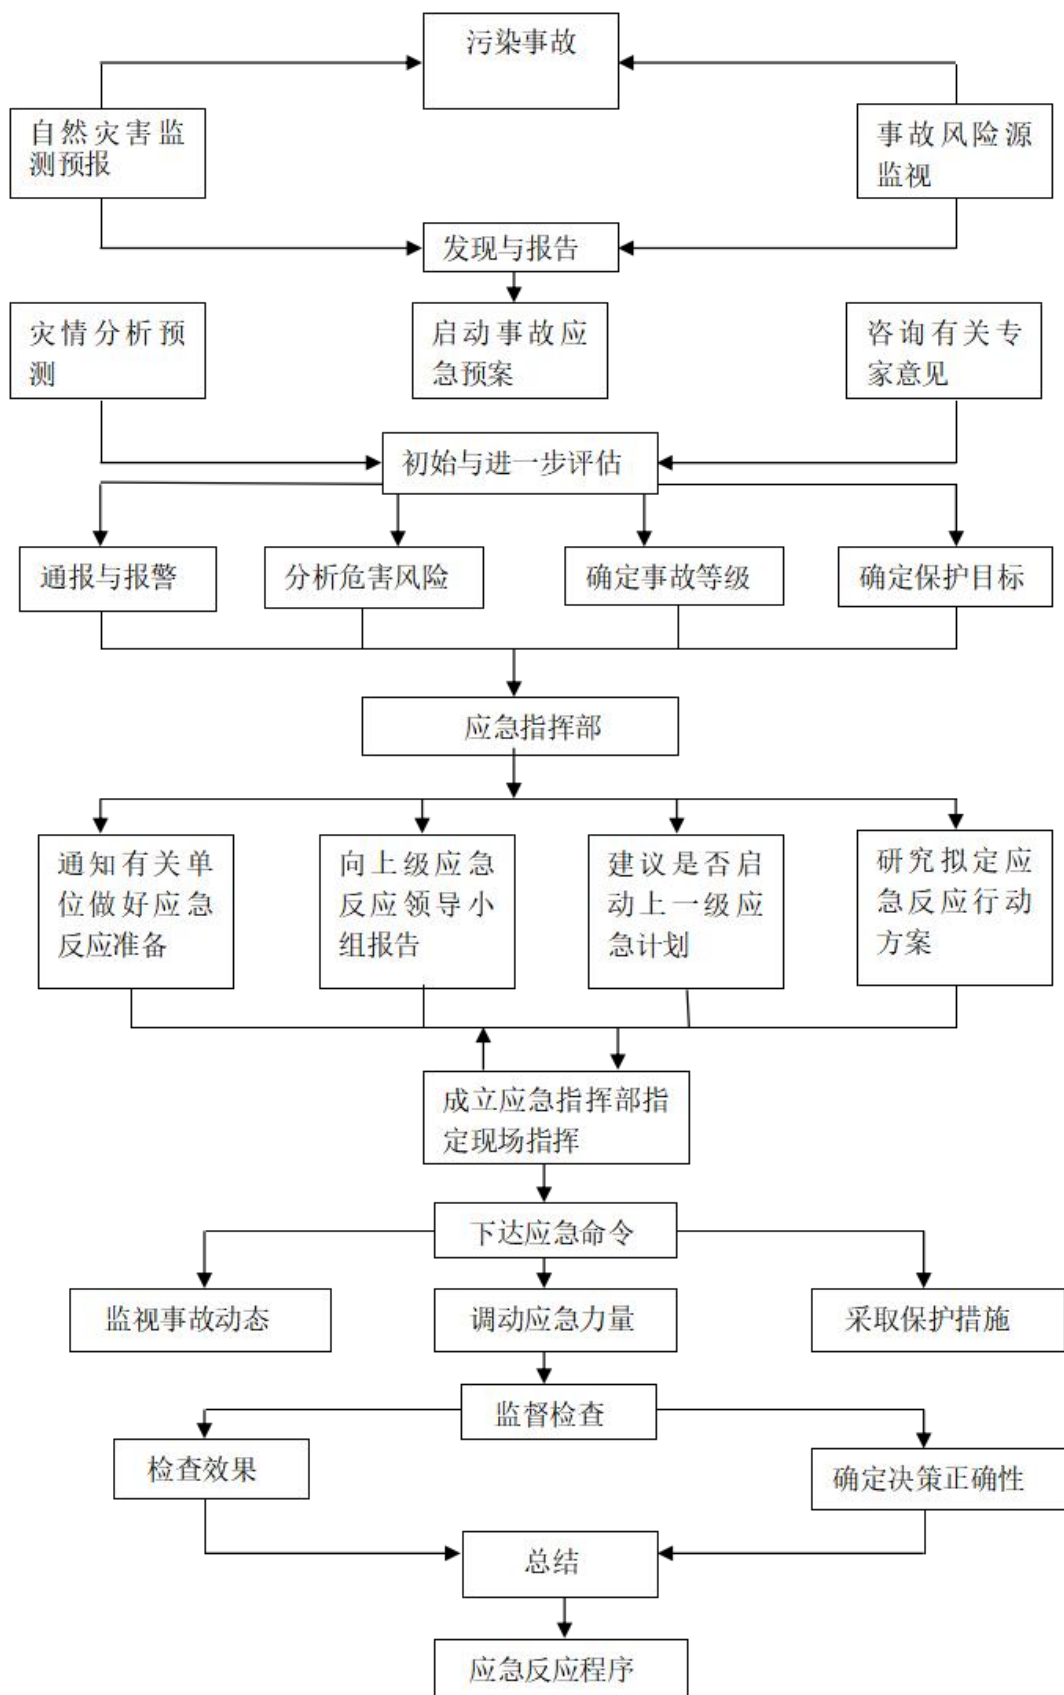 污染事故
自然灾害监
测预报
事故风险源
监视
发现与报告
灾情分析预
测
启动事故应
急预案
咨询有关专
家意见
初始与进一步评估
通报与报警
分析危害风险
确定事故等级
确定保护目标
应急指挥部
通知有关单
位做好应急
反应准备
向上级应急
反应领导小
组报告
建议是否启
动上一级应
急计划
研究拟定应
急反应行动
方案
成立应急指挥部指
定现场指挥
下达应急命令
监视事故动态
调动应急力量
采取保护措施
监督检查
检查效果
确定决策正确性
总结
应急反应程序